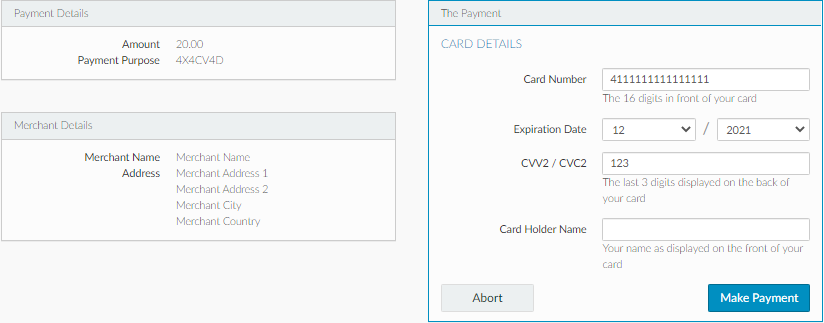 Payment Details
Amount 20.00
Payment Purpose 4X4CV4D
Merchant Details
Merchant Name Merchant Name
Address Merchant Address 1
Merchant Address 2
Merchant City
Merchant Country
The Payment
CARD DETAILS
Card Number 4111111111111111
The 16 digits in front of your card
Expiration Date 12 / 2021
CVV2 / CVC2 123
The last 3 digits displayed on the back of
your card
Card Holder Name
Your name as displayed on the front of your
card
Abort Make Payment